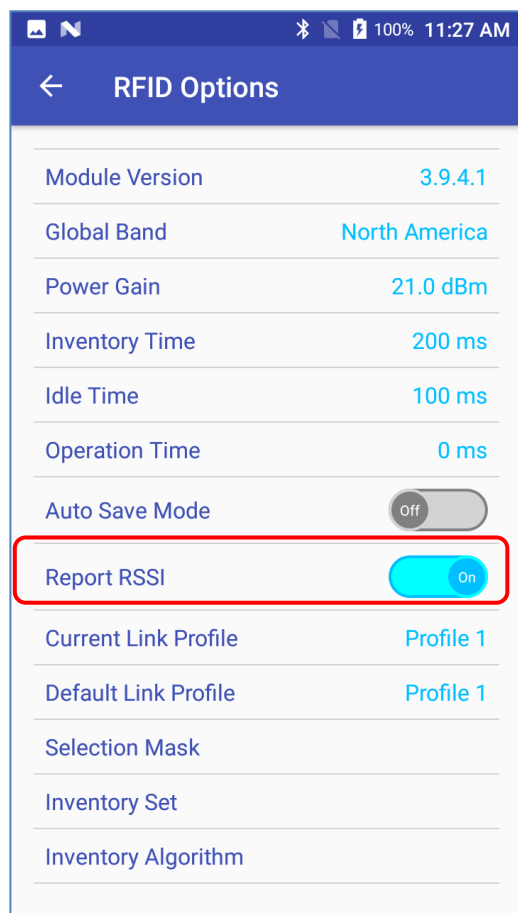 100% 11:27 AM
RFID Options
Module Version 3.9.4.1
Global Band North America
Power Gain 21.0 dBm
Inventory Time 200 ms
Idle Time 100 ms
Operation Time 0 ms
Auto Save Mode Off
Report RSSI On
Current Link Profile Profile 1
Default Link Profile Profile 1
Selection Mask
Inventory Set
Inventory Algorithm